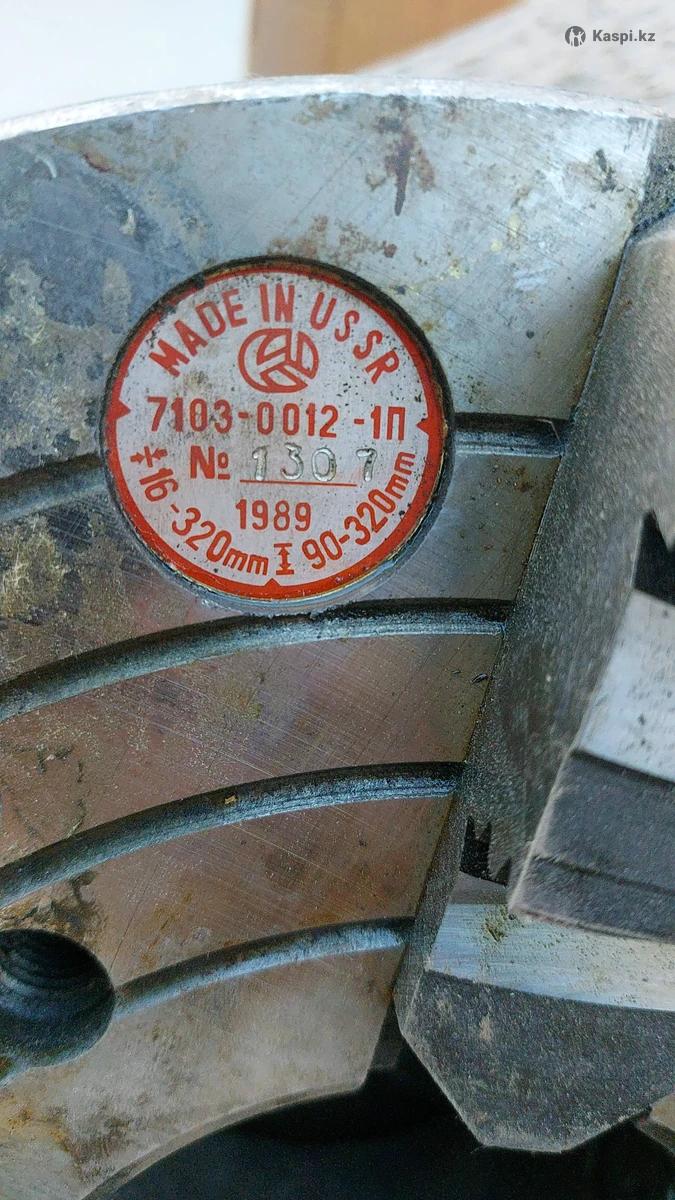 Kaspi.kz
MADE IN USSR
7103-0012-1П
№ 1307
1989
16-320mm 90-320mm